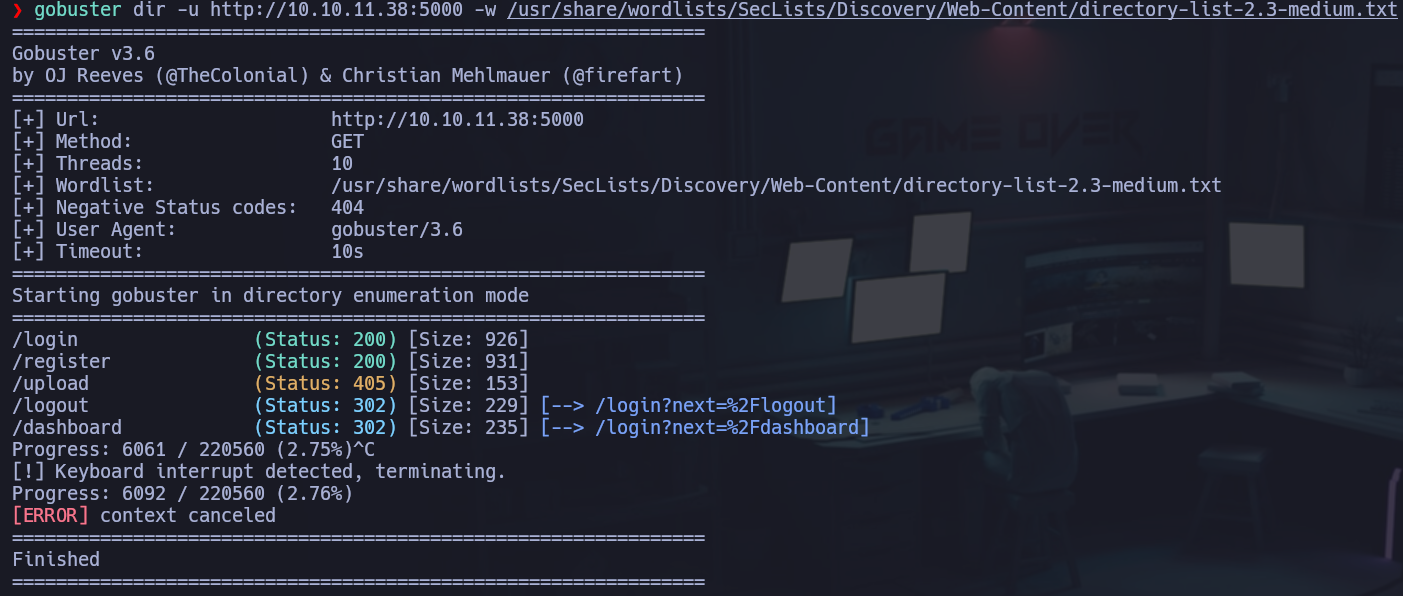 ❯ gobuster dir -u http://10.10.11.38:5000 -w /usr/share/wordlists/SecLists/Discovery/Web-Content/directory-list-2.3-medium.txt
===============================================================
Gobuster v3.6
by OJ Reeves (@TheColonial) & Christian Mehlmauer (@firefart)
===============================================================
[+] Url:                     http://10.10.11.38:5000
[+] Method:                  GET
[+] Threads:                 10
[+] Wordlist:                /usr/share/wordlists/SecLists/Discovery/Web-Content/directory-list-2.3-medium.txt
[+] Negative Status codes:   404
[+] User Agent:              gobuster/3.6
[+] Timeout:                 10s
===============================================================
Starting gobuster in directory enumeration mode
===============================================================
/login                (Status: 200) [Size: 926]
/register             (Status: 200) [Size: 931]
/upload               (Status: 405) [Size: 153]
/logout               (Status: 302) [Size: 229] [--> /login?next=%2Flogout]
/dashboard            (Status: 302) [Size: 235] [--> /login?next=%2Fdashboard]
Progress: 6061 / 220560 (2.75%)^C
[!] Keyboard interrupt detected, terminating.
Progress: 6092 / 220560 (2.76%)
[ERROR] context canceled
===============================================================
Finished
===============================================================
GAME OVER